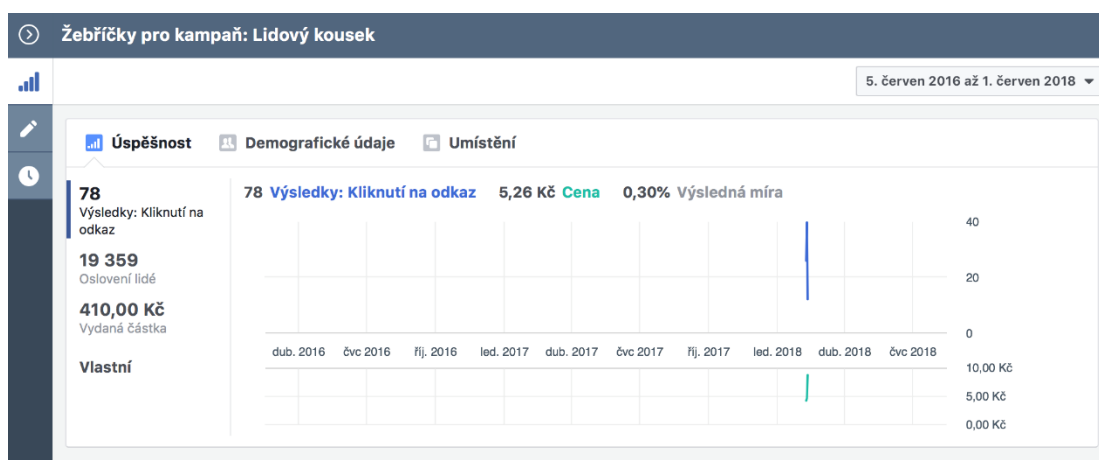 Žebříčky pro kampaň: Lidový kousek
5. červen 2016 až 1. červen 2018
Úspěšnost Demografické údaje Umístění
78
Výsledky: Kliknutí na
odkaz
19 359
Oslovení lidé
410,00 Kč
Vydaná částka
Vlastní
78 Výsledky: Kliknutí na odkaz 5,26 Kč Cena 0,30% Výsledná míra
40
20
0
dub. 2016 čvc 2016 říj. 2016 led. 2017 dub. 2017 čvc 2017 říj. 2017 led. 2018 dub. 2018 čvc 2018
10,00 Kč
5,00 Kč
0,00 Kč